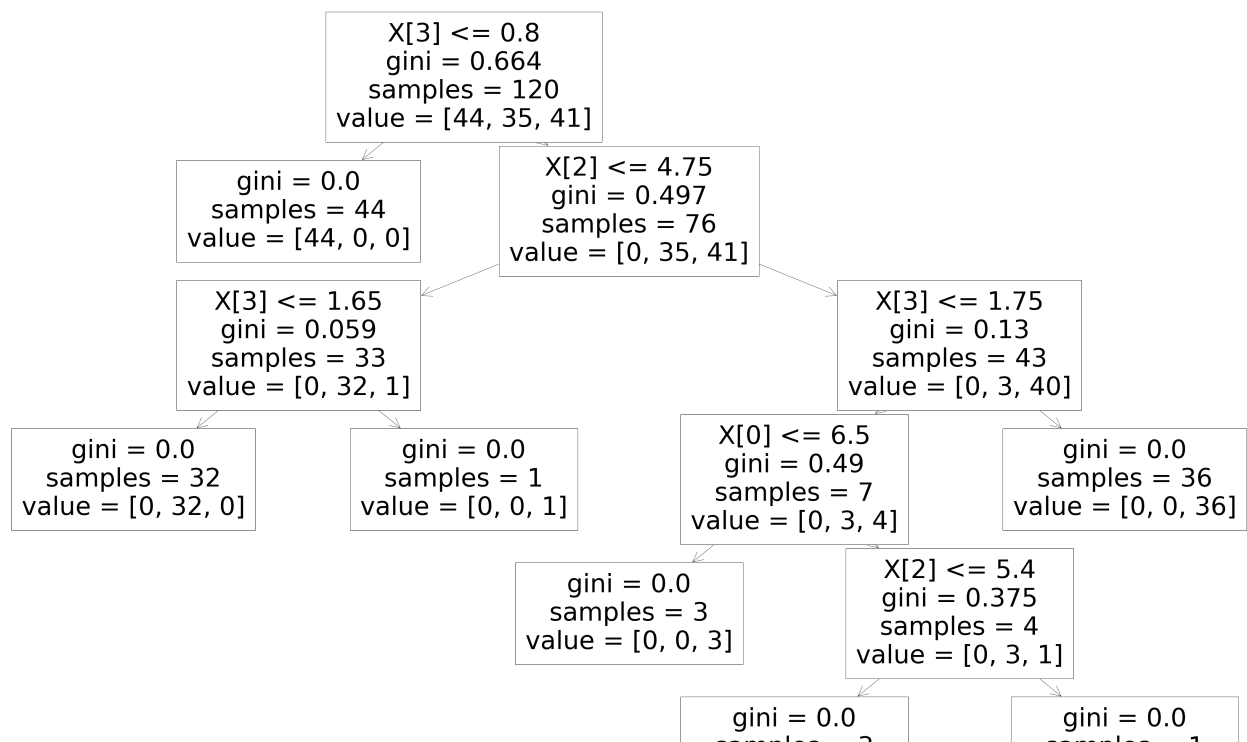 X[3] <= 0.8
gini = 0.664
samples = 120
value = [44, 35, 41]
gini = 0.0
samples = 44
value = [44, 0, 0]
X[2] <= 4.75
gini = 0.497
samples = 76
value = [0, 35, 41]
X[3] <= 1.65
gini = 0.059
samples = 33
value = [0, 32, 1]
X[3] <= 1.75
gini = 0.13
samples = 43
value = [0, 3, 40]
gini = 0.0
samples = 32
value = [0, 32, 0]
gini = 0.0
samples = 1
value = [0, 0, 1]
X[0] <= 6.5
gini = 0.49
samples = 7
value = [0, 3, 4]
gini = 0.0
samples = 36
value = [0, 0, 36]
gini = 0.0
samples = 3
value = [0, 0, 3]
X[2] <= 5.4
gini = 0.375
samples = 4
value = [0, 3, 1]
gini = 0.0
gini = 0.0